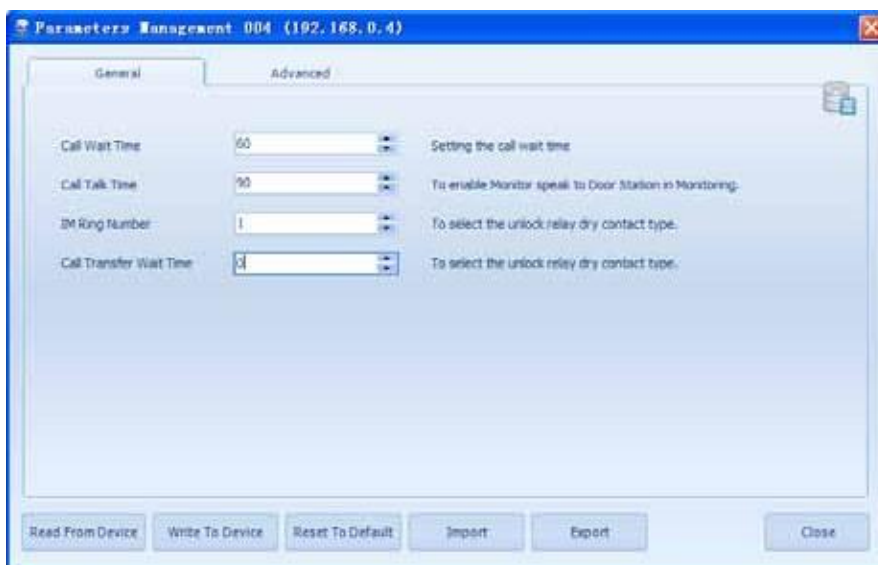 Parameters Management 004 (192.168.0.4)
General Advanced
Call Wait Time 60 Setting the call wait time
Call Talk Time 90 To enable Monitor speak to Door Station in Monitoring.
IM Ring Number 1 To select the unlock relay dry contact type.
Call Transfer Wait Time 0 To select the unlock relay dry contact type.
Read From Device Write To Device Reset To Default Import Export Close